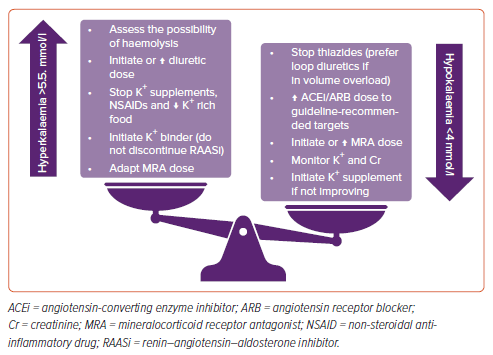 Hyperkalaemia >5.5. mmol/l
• Assess the possibility
of haemolysis
• Initiate or ⬆ diuretic
dose
• Stop K⁺ supplements,
NSAIDs and ⬇ K⁺ rich
food
• Initiate K⁺ binder (do
not discontinue RAASi)
• Adapt MRA dose
• Stop thiazides (prefer
loop diuretics if
in volume overload)
• ⬆ ACEI/ARB dose to
guideline-recommen-
ded targets
• Initiate or ⬆ MRA dose
• Monitor K⁺ and Cr
• Initiate K⁺ supplement
if not improving
Hypokalaemia <4 mmol/l
ACEi = angiotensin-converting enzyme inhibitor; ARB = angiotensin receptor blocker;
Cr = creatinine; MRA = mineralocorticoid receptor antagonist; NSAID = non-steroidal anti-
inflammatory drug; RAASi = renin–angiotensin–aldosterone inhibitor.